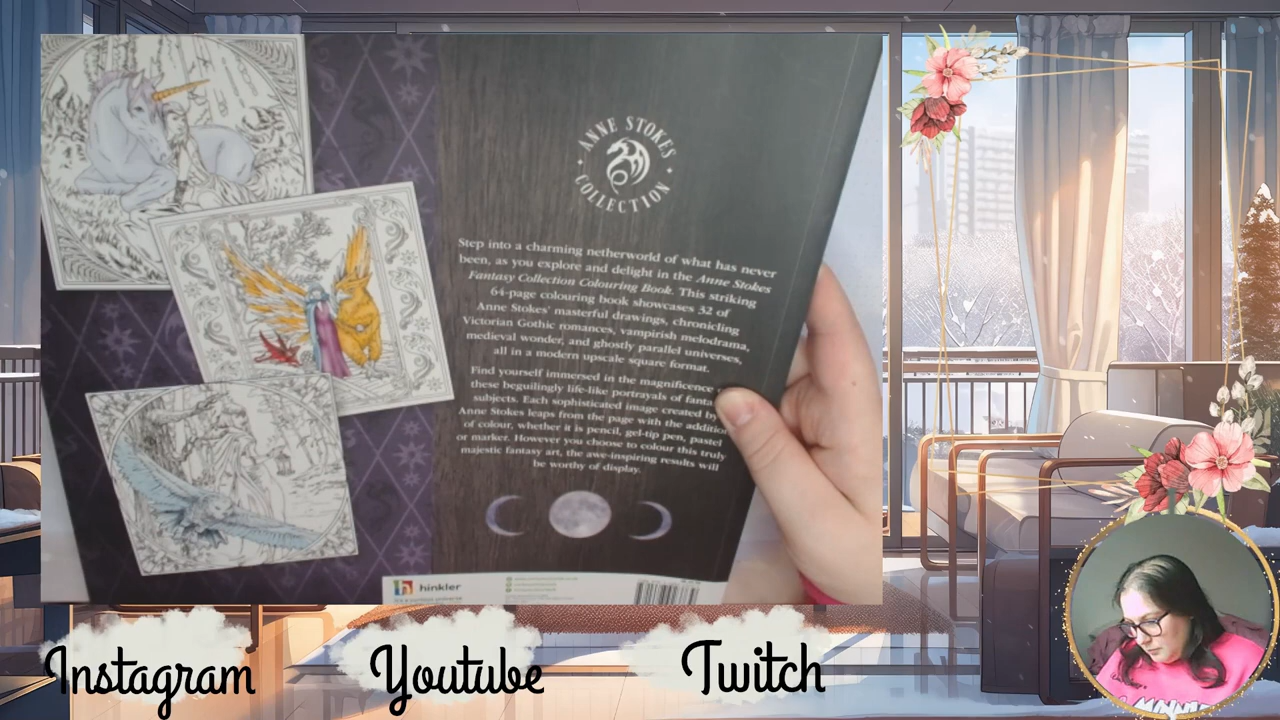 ANNE STOKES
COLLECTION
Step into a charming netherworld of what has never
been, as you explore and delight in the Anne Stokes
Fantasy Collection Colouring Book. This striking
64-page colouring book showcases 32 of
Anne Stokes' masterful drawings, chronicling
Victorian Gothic romances, vampirish melodrama,
medieval wonder, and ghostly parallel universes,
all in a modern upscale square format.
Find yourself immersed in the magnificence
these beguilingly life-like portrayals of
subjects. Each sophisticated image created by
Anne Stokes leaps from the page with the
of colour, whether it is pencil, gel-tip pen, pastel
or marker. However you choose to colour this truly
majestic fantasy art, the awe-inspiring results will
be worthy of display.
hinkler
Instagram
Youtube
Twitch